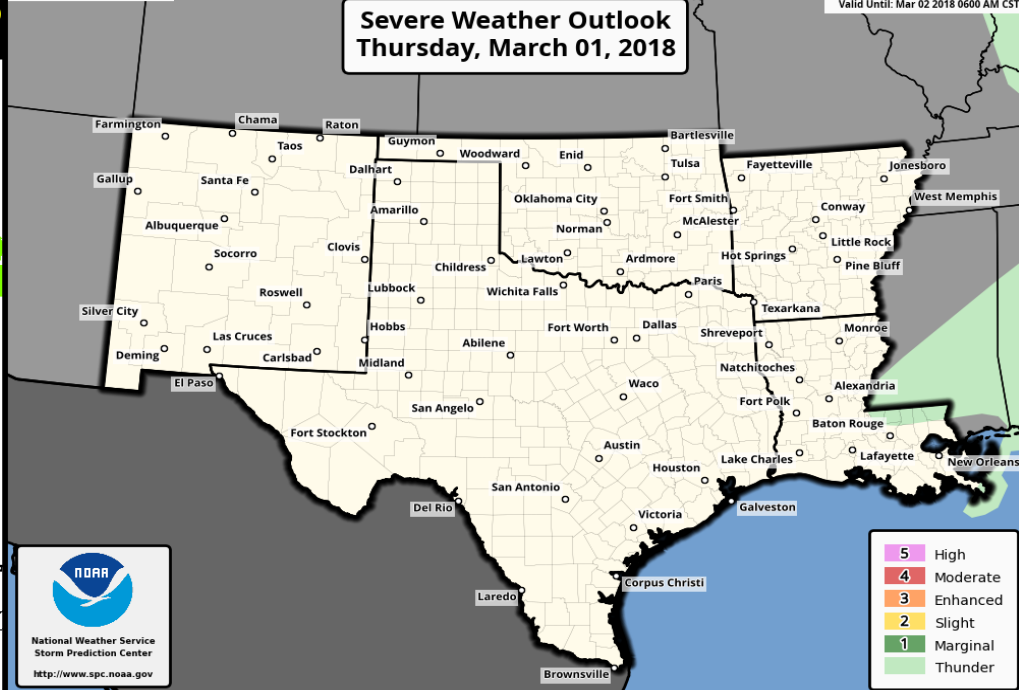 Valid Until: Mar 02 2018 0600 AM CST
Severe Weather Outlook
Thursday, March 01, 2018
Farmington
Chama
Raton
Taos
Guymon
Woodward
Enid
Bartlesville
Tulsa
Fayetteville
Jonesboro
Gallup
Santa Fe
Dalhart
Amarillo
Oklahoma City
Fort Smith
West Memphis
Conway
Albuquerque
Norman
McAlester
Little Rock
Socorro
Clovis
Childress
Lawton
Ardmore
Hot Springs
Pine Bluff
Roswell
Lubbock
Wichita Falls
Paris
Texarkana
Silver City
Hobbs
Fort Worth
Dallas
Shreveport
Monroe
Deming
Las Cruces
Carlsbad
Midland
Abilene
Natchitoches
El Paso
San Angelo
Waco
Fort Polk
Alexandria
Fort Stockton
Austin
Baton Rouge
Houston
Lake Charles
Lafayette
New Orleans
Del Rio
San Antonio
Victoria
Galveston
Laredo
Corpus Christi
Brownsville
NOAA
National Weather Service
Storm Prediction Center
http://www.spc.noaa.gov
5 High
4 Moderate
3 Enhanced
2 Slight
1 Marginal
Thunder